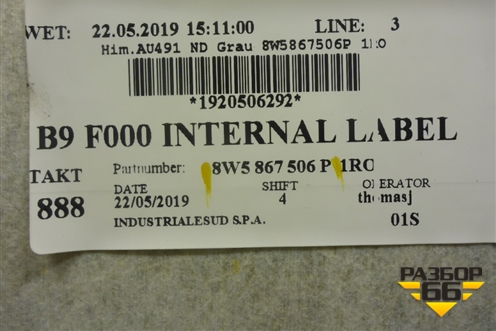 WET: 22.05.2019 15:11:00 LINE: 3
Him.AU491 ND Grau 8W5867506P 1RO
*1920506292*
B9 F000 INTERNAL LABEL
TAKT Partnumber: 8W5 867 506 P 1RO
DATE SHIFT OPERATOR
888 22/05/2019 4 thomasj
INDUSTRIALESUD S.P.A. 01S
РАЗБОР
66